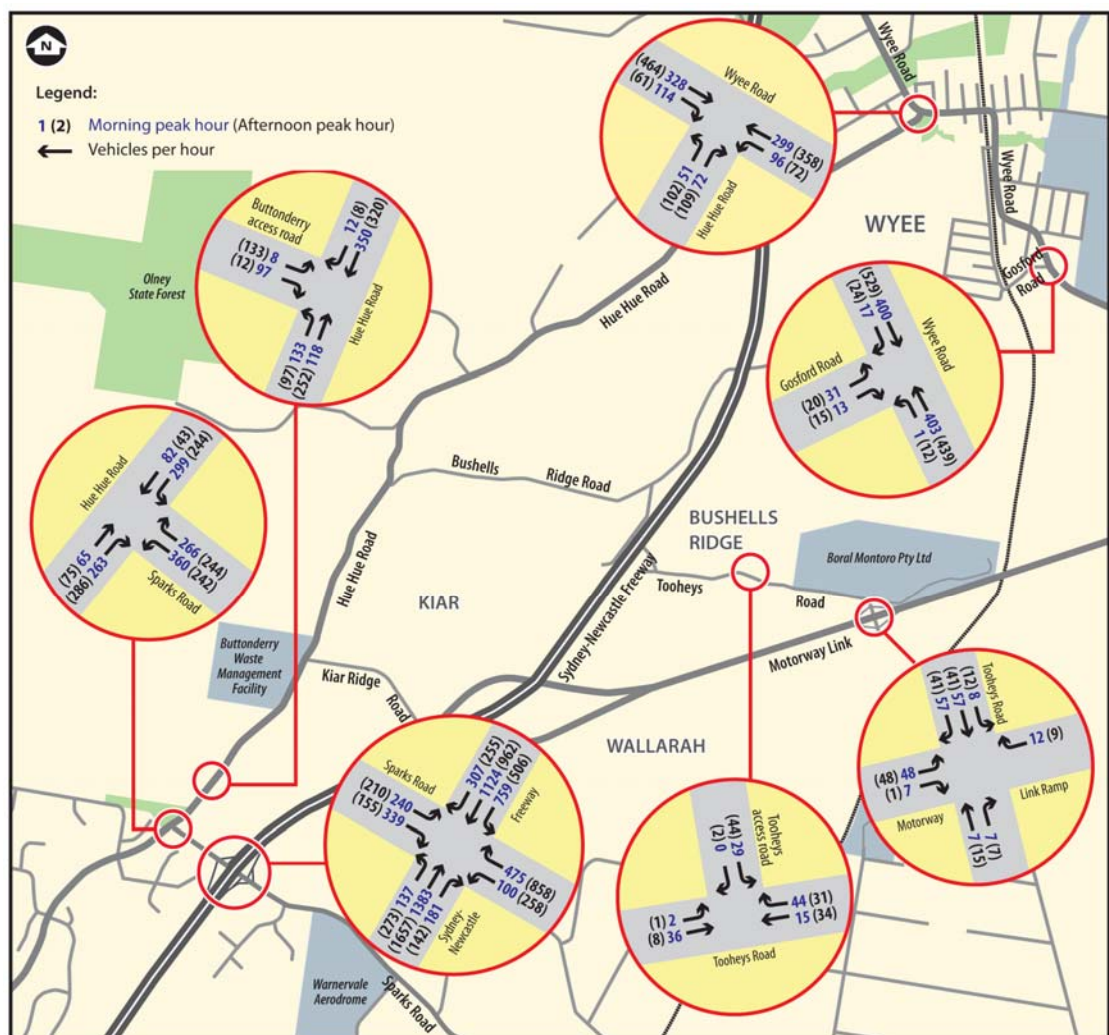 N
Legend:
1 (2) Morning peak hour (Afternoon peak hour)
Vehicles per hour
Wyee Road
(464) 328
(61) 114
Wyee Road
299 (358)
96 (72)
(102) 51
(109) 72
Hue Hue Road
Wyee Road
WYEE
Gosford
Road
Buttonderry
access road
12 (8)
350 (320)
(133) 8
(12) 97
Hue Hue Road
(97) 133
(252) 118
Olney
State Forest
Hue Hue Road
(529) 400
(24) 17
Wyee Road
Gosford Road
(20) 31
(15) 13
403 (439)
1 (12)
Hue Hue Road
82 (43)
299 (244)
(75) 65
(286) 263
266 (244)
360 (242)
Sparks Road
Bushells
Ridge Road
BUSHELLS
RIDGE
Boral Montoro Pty Ltd
Tooheys
Road
Hue Hue Road
KIAR
Sydney-Newcastle Freeway
Motorway Link
Buttonderry
Waste
Management
Facility
Kiar Ridge
Road
WALLARAH
Tooheys Road
(12) 8
(41) 57
(41) 57
12 (9)
(48) 48
(1) 7
Link Ramp
Motorway
7 (7)
7 (15)
Sparks Road
307 (255)
1124 (962)
759 (506)
(210) 240
(155) 339
Freeway
475 (858)
100 (258)
(273) 137
(1657) 1383
(142) 181
Sydney-
Newcastle
Tooheys
access road
(44) 29
(2) 0
44 (31)
15 (34)
(1) 2
(8) 36
Tooheys Road
Warnervale
Aerodrome
Sparks Road